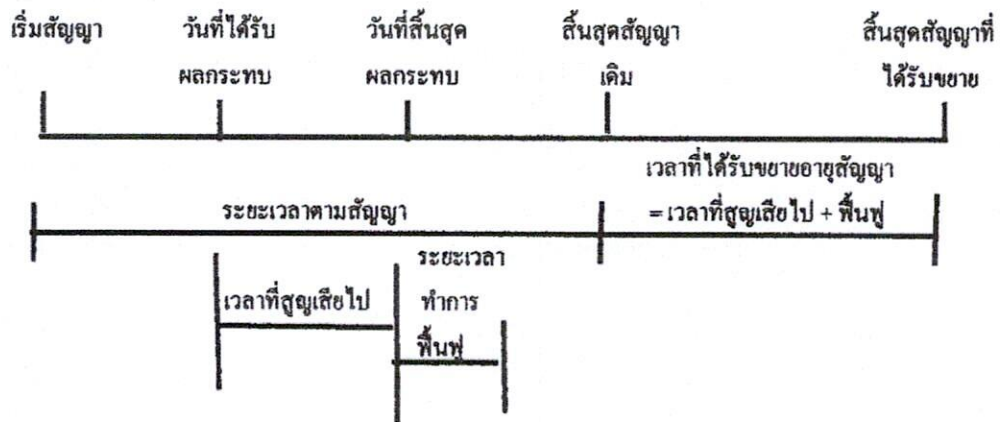 เริ่มสัญญา
วันที่ได้รับ
ผลกระทบ
วันที่สิ้นสุด
ผลกระทบ
สิ้นสุดสัญญา
เดิม
สิ้นสุดสัญญาที่
ได้รับขยาย
เวลาที่ได้รับขยายอายุสัญญา
= เวลาที่สูญเสียไป + ฟื้นฟู
ระยะเวลาตามสัญญา
เวลาที่สูญเสียไป
ระยะเวลา
ทำการ
ฟื้นฟู